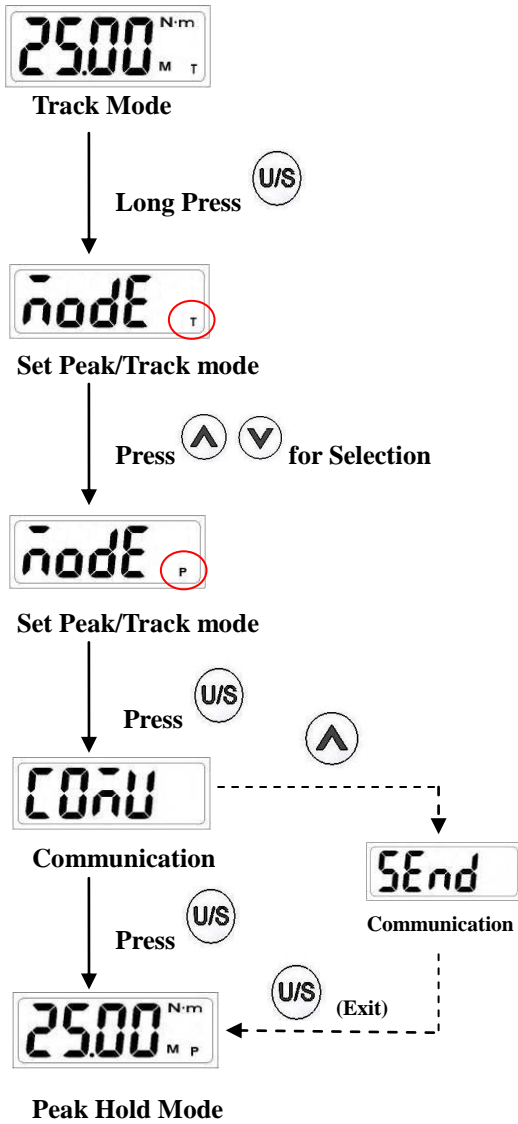 25.00 N·m
M T
Track Mode
Long Press U/S
modE T
Set Peak/Track mode
Press for Selection
modE P
Set Peak/Track mode
Press U/S
COmU
Communication
SEnd
Communication
Press U/S
U/S (Exit)
25.00 N·m
M P
Peak Hold Mode